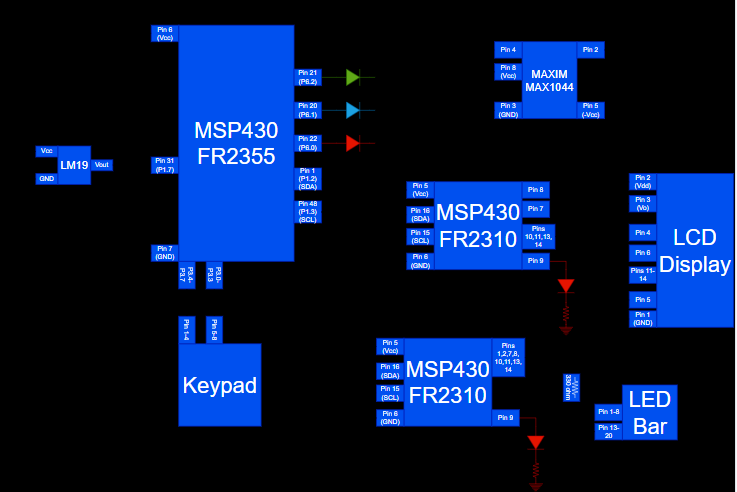 Pin 6
(Vcc)
MSP430
FR2355
Pin 21
(P6.2)
Pin 20
(P6.1)
Pin 22
(P6.0)
Pin 1
(P1.2)
(SDA)
Pin 48
(P1.3)
(SCL)
Pin 31
(P1.7)
Pin 7
(GND)
P3.4-
P3.7
P3.0-
P3.3
Vcc
GND
LM19
Vout
Pin 1-4
Pin 5-8
Keypad
Pin 4
Pin 8
(Vcc)
Pin 3
(GND)
MAXIM
MAX1044
Pin 2
Pin 5
(-Vcc)
Pin 5
(Vcc)
Pin 16
(SDA)
Pin 15
(SCL)
Pin 6
(GND)
MSP430
FR2310
Pin 8
Pin 7
Pins
10,11,13,
14
Pin 9
Pin 2
(Vdd)
Pin 3
(Vo)
Pin 4
Pin 6
Pins 11-
14
Pin 5
Pin 1
(GND)
LCD
Display
Pin 5
(Vcc)
Pin 16
(SDA)
Pin 15
(SCL)
Pin 6
(GND)
MSP430
FR2310
Pins
1,2,7,8,
10,11,13,
14
Pin 9
330 ohm
Pin 1-8
Pin 13-
20
LED
Bar